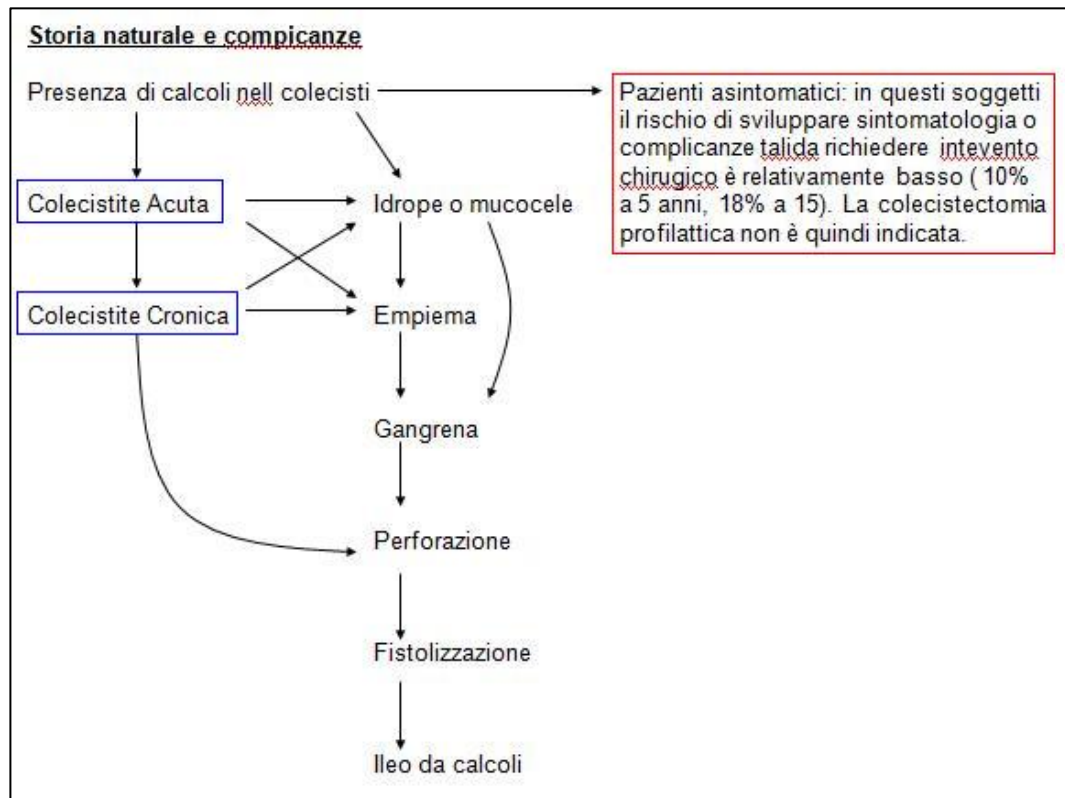 Storia naturale e compicanze
Presenza di calcoli nell colecisti
Pazienti asintomatici: in questi soggetti
il rischio di sviluppare sintomatologia o
complicanze talida richiedere intevento
chirugico è relativamente basso ( 10%
a 5 anni, 18% a 15). La colecistectomia
profilattica non è quindi indicata.
Colecistite Acuta
Idrope o mucocele
Colecistite Cronica
Empiema
Gangrena
Perforazione
Fistolizzazione
Ileo da calcoli